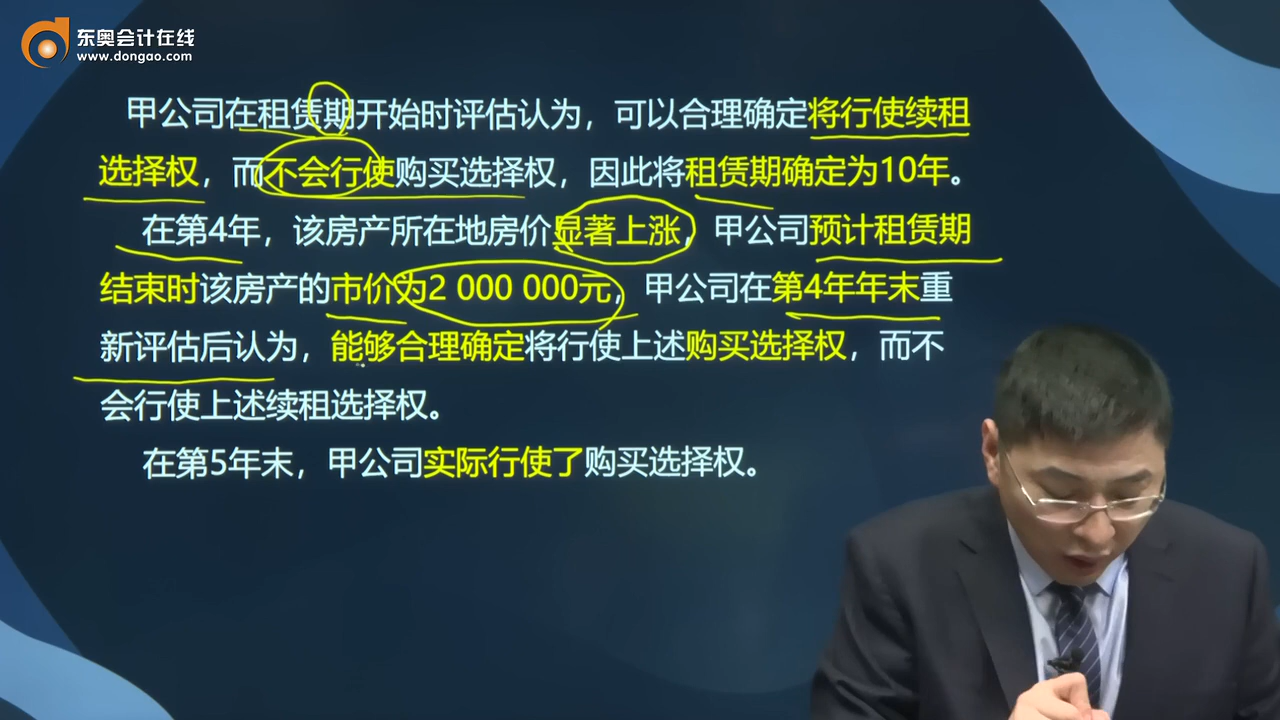 东奥会计在线
www.dongao.com
甲公司在租赁期开始时评估认为，可以合理确定将行使续租
选择权，而不会行使购买选择权，因此将租赁期确定为10年。
在第4年，该房产所在地房价显著上涨，甲公司预计租赁期
结束时该房产的市价为2 000 000元，甲公司在第4年年末重
新评估后认为，能够合理确定将行使上述购买选择权，而不
会行使上述续租选择权。
在第5年末，甲公司实际行使了购买选择权。